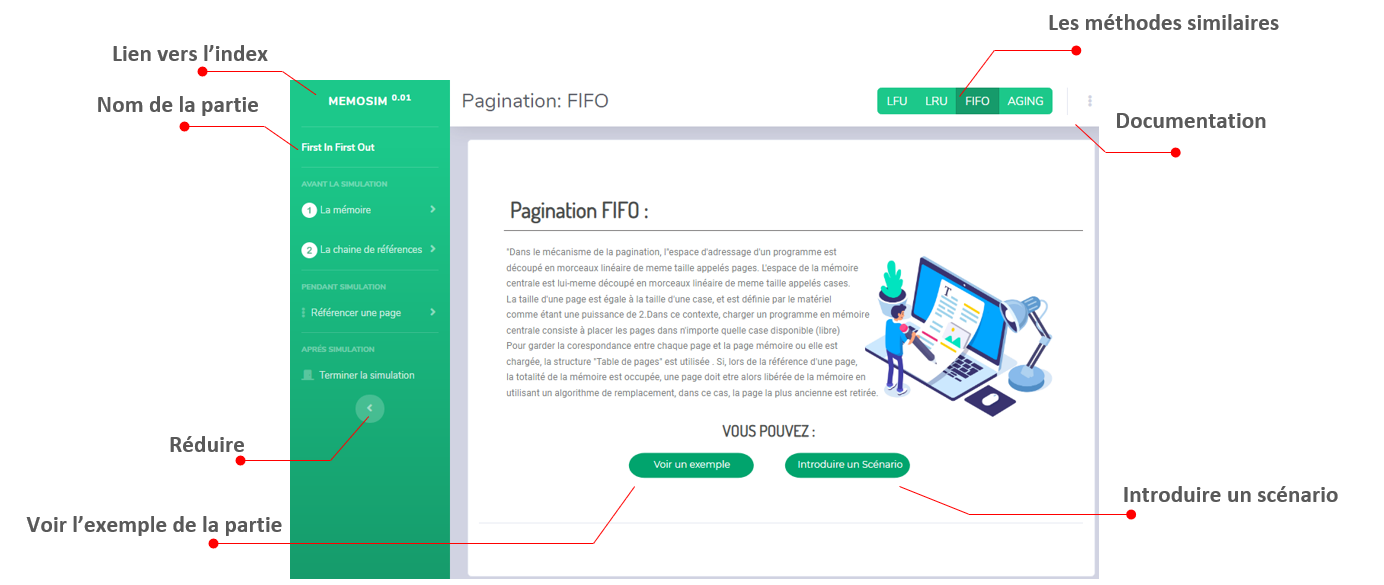 Les méthodes similaires
Lien vers l’index
Nom de la partie
MEMOSIM 0.01
Pagination: FIFO
LFU LRU FIFO AGING
Documentation
First In First Out
AVANT LA SIMULATION
1 La mémoire
2 La chaine de références
PENDANT SIMULATION
Référencer une page
APRÉS SIMULATION
Terminer la simulation
Réduire
Pagination FIFO :
"Dans le mécanisme de la pagination, l"espace d'adressage d'un programme est
découpé en morceaux linéaire de meme taille appelés pages. L'espace de la mémoire
centrale est lui-meme découpé en morceaux linéaire de meme taille appelés cases.
La taille d'une page est égale à la taille d'une case, et est définie par le matériel
comme étant une puissance de 2.Dans ce contexte, charger un programme en mémoire
centrale consiste à placer les pages dans n'importe quelle case disponible (libre)
Pour garder la corespondance entre chaque page et la page mémoire ou elle est
chargée, la structure "Table de pages" est utilisée . Si, lors de la référence d'une page,
la totalité de la mémoire est occupée, une page doit etre alors libérée de la mémoire en
utilisant un algorithme de remplacement, dans ce cas, la page la plus ancienne est retirée.
T
VOUS POUVEZ :
Voir un exemple
Introduire un Scénario
Voir l’exemple de la partie
Introduire un scénario